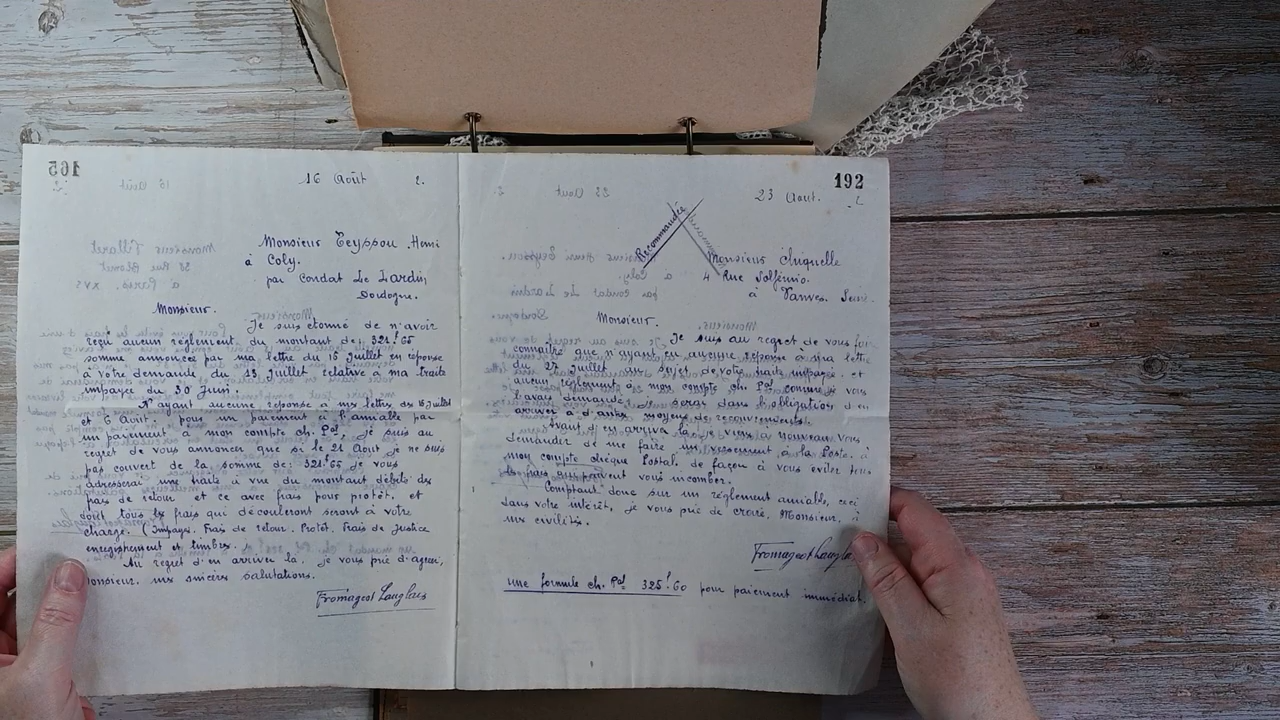 165
16 Août 2.
Monsieur Teyssou Henri
à Coly.
par Condat Le Lardin,
Dordogne.
Monsieur.
Je suis étonné de n'avoir
reçu aucun réglement du montant de: 321f 65
somme annoncée par ma lettre du 15 Juillet en réponse
à votre demande du 13 Juillet relative à ma traite
impayée du 30 Juin.
N'ayant aucune réponse à mes lettres des 15 Juillet
et 6 Août, pour un paiement à l'amiable par
un payement à mon compte ch. Pal, je suis au
regret de vous annoncer que si le 21 Août je ne suis
pas couvert de la somme de: 321f 65 je vous
adresserai une traite à vue du montant débité des
frais de retour et ce avec frais pour protêt. et
dont tous les frais qui découleront seront à votre
charge. (Impayé. Frais de retour. Protêt. Frais de Justice
enregistrement et timbres.
Au regret d'en arriver la, je vous prie d'agréer,
Monsieur. mes sincères salutations.
Fromageot Langlais
192
23 Août. 2
Recommandée
Monsieur
4 Rue Solférino.
à Vanves. Seine.
Monsieur.
Je suis au regret de vous faire
connaître que n'ayant eu aucune réponse à ma lettre
du 27 Juillet au sujet de votre traite impayée. et
aucun réglement à mon compte ch. Pal comme je vous
l'avais demandé, je serai dans l'obligation d'en
arriver à d'autres moyens de recouvrements.
Avant d'en arriver là je viens à nouveau vous
demander de me faire un versement à la Poste. à
mon compte chèque Postal. de façon à vous éviter tous
les frais qui peuvent vous incomber.
Comptant donc sur un réglement amiable, ceci
dans votre intérêt, je vous prie de croire, Monsieur, à
mes civilités.
Fromageot Langlais
une formule ch. Pal 325f 60 pour paiement immédiat.